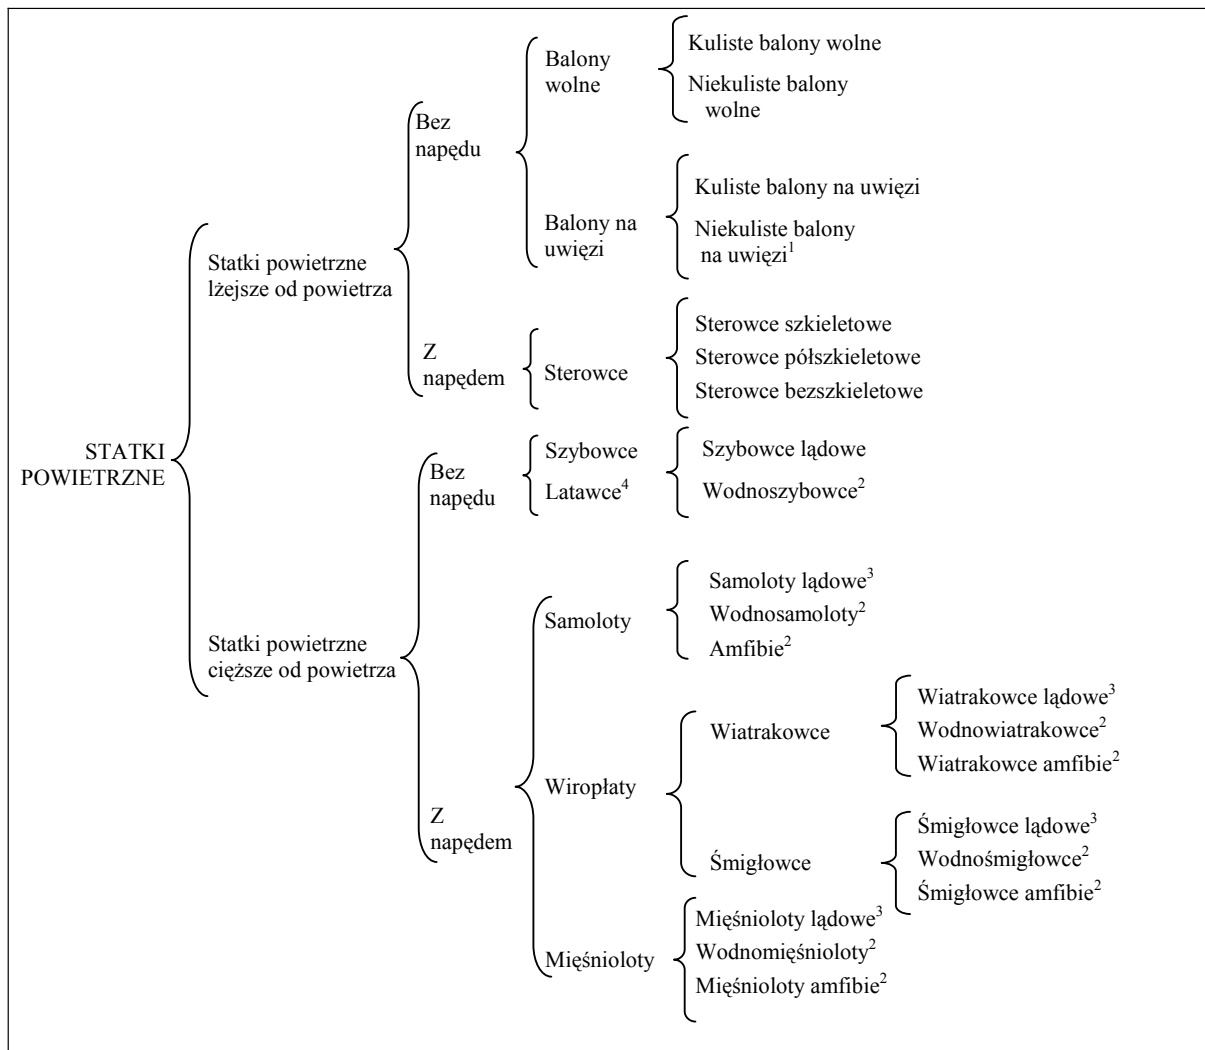 STATKI
POWIETRZNE
Statki powietrzne
lżejsze od powietrza
Bez
napędu
Balony
wolne
Kuliste balony wolne
Niekuliste balony
wolne
Balony na
uwięzi
Kuliste balony na uwięzi
Niekuliste balony
na uwięzi¹
Z
napędem
Sterowce
Sterowce szkieletowe
Sterowce półszkieletowe
Sterowce bezszkieletowe
Statki powietrzne
cięższe od powietrza
Bez
napędu
Szybowce
Latawce⁴
Szybowce lądowe
Wodnoszybowce²
Z
napędem
Samoloty
Samoloty lądowe³
Wodnosamoloty²
Amfibie²
Wiropłaty
Wiatrakowce
Wiatrakowce lądowe³
Wodnowiatrakowce²
Wiatrakowce amfibie²
Śmigłowce
Śmigłowce lądowe³
Wodnośmigłowce²
Śmigłowce amfibie²
Mięśnioloty
Mięśnioloty lądowe³
Wodnomięśnioloty²
Mięśnioloty amfibie²